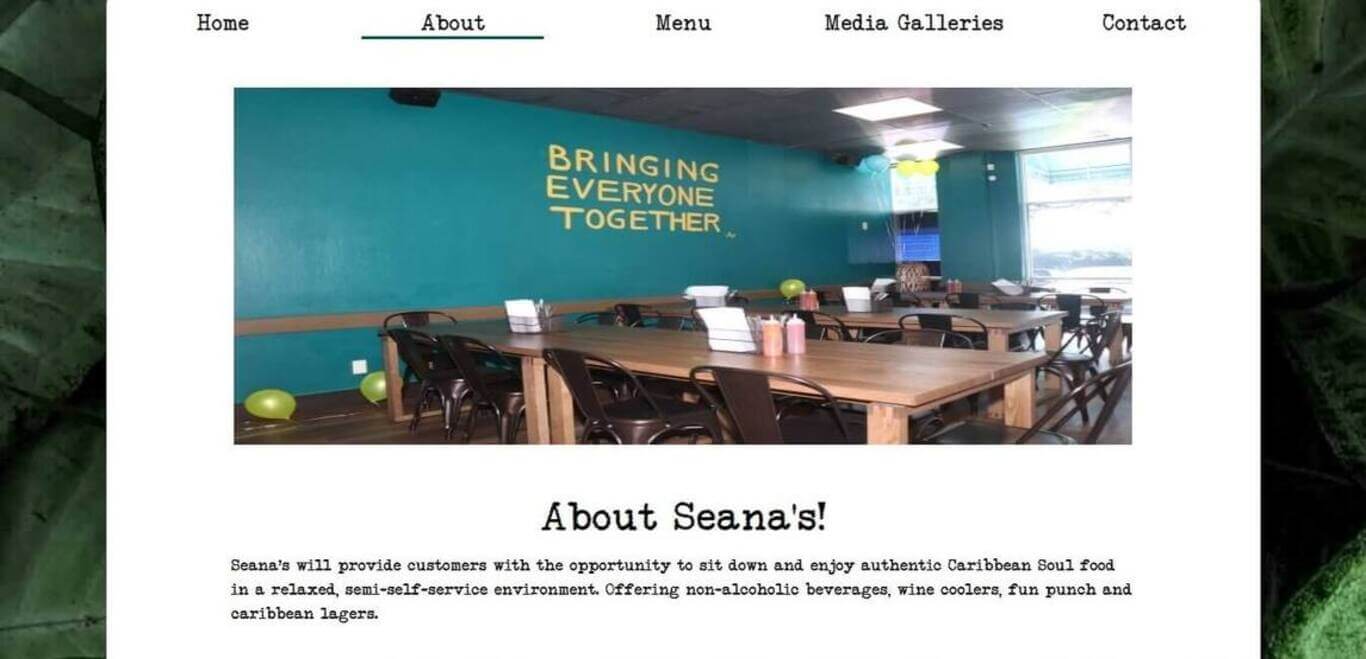 Home About Menu Media Galleries Contact
BRINGING
EVERYONE
TOGETHER
About Seana's!
Seana's will provide customers with the opportunity to sit down and enjoy authentic Caribbean Soul food
in a relaxed, semi-self-service environment. Offering non-alcoholic beverages, wine coolers, fun punch and
caribbean lagers.